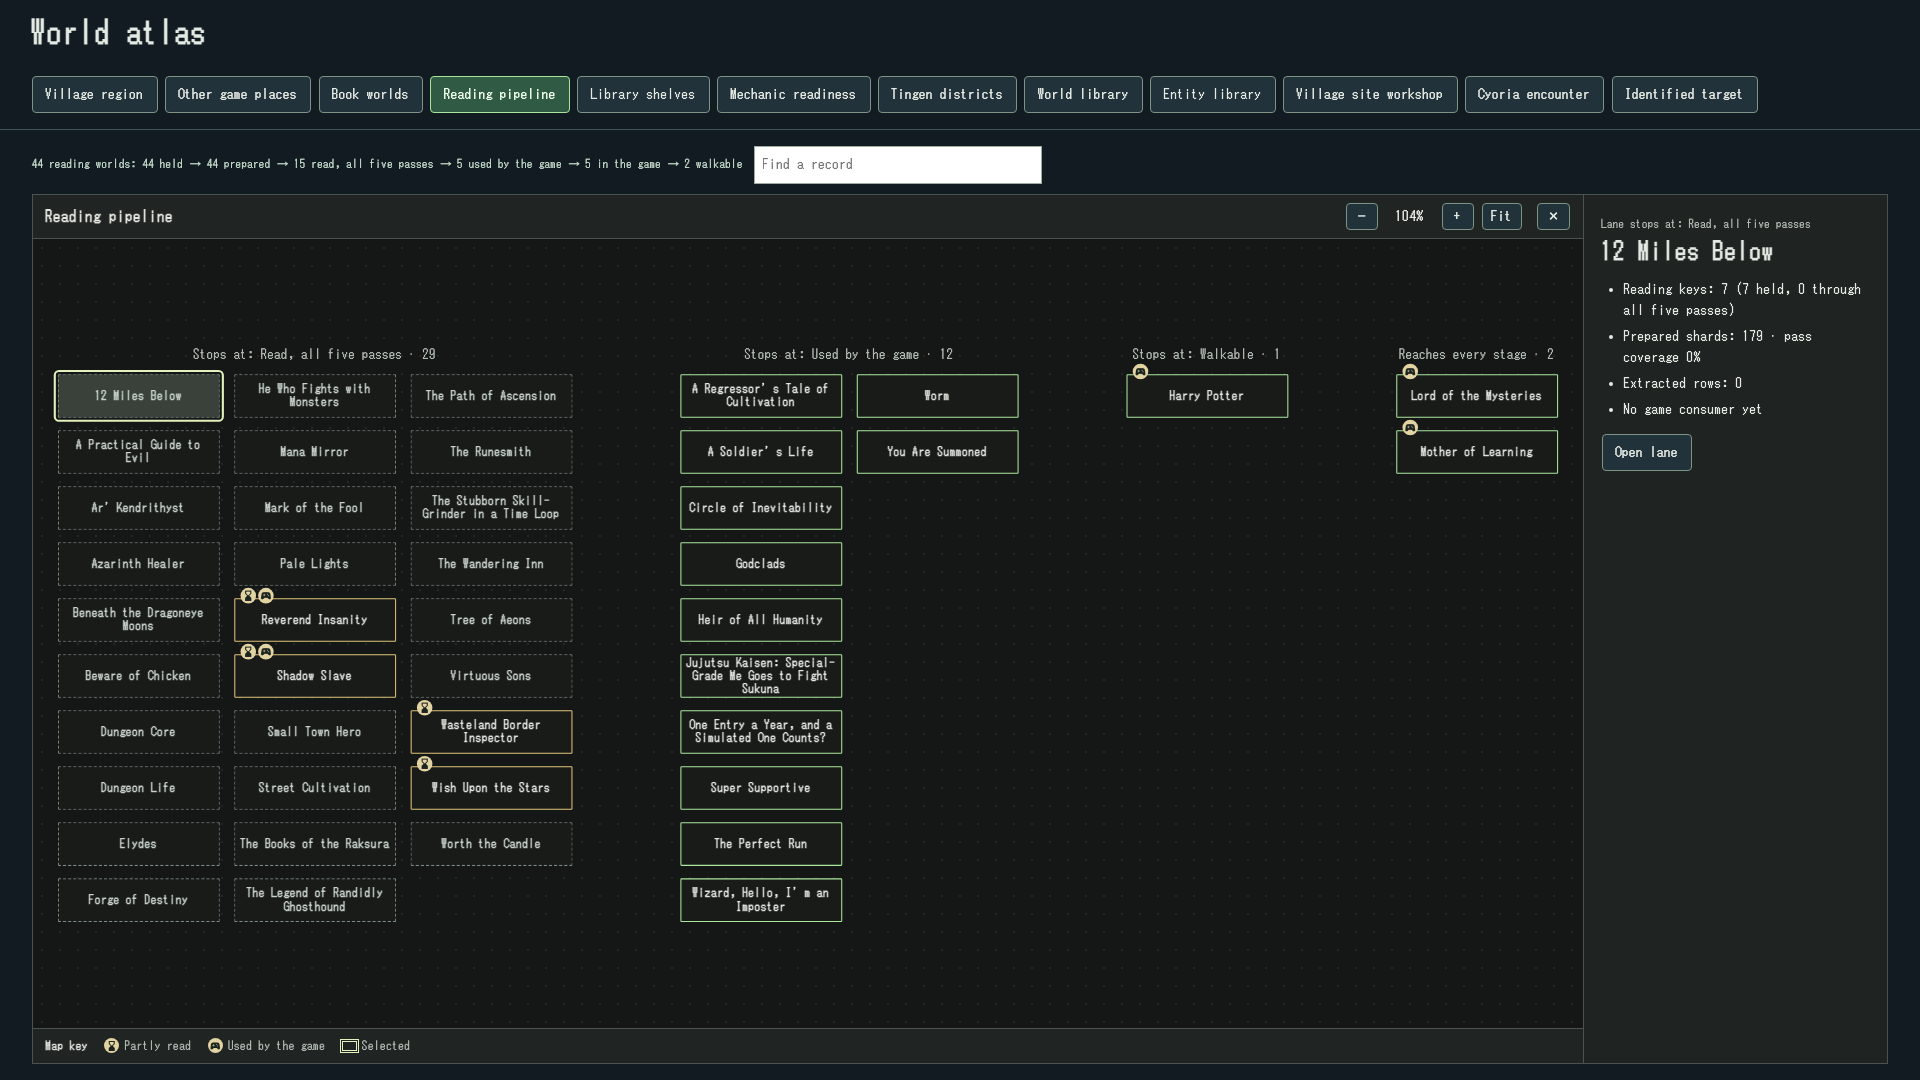 World atlas
Village region
Other game places
Book worlds
Reading pipeline
Library shelves
Mechanic readiness
Tingen districts
World library
Entity library
Village site workshop
Cyoria encounter
Identified target
44 reading worlds: 44 held → 44 prepared → 15 read, all five passes → 5 used by the game → 5 in the game → 2 walkable
Find a record
Reading pipeline
−
104%
+
Fit
×
Stops at: Read, all five passes · 29
12 Miles Below
A Practical Guide to
Evil
Ar' Kendrithyst
Azarinth Healer
Beneath the Dragoneye
Moons
Beware of Chicken
Dungeon Core
Dungeon Life
Elydes
Forge of Destiny
He Who Fights with
Monsters
Mana Mirror
Mark of the Fool
Pale Lights
Reverend Insanity
Shadow Slave
Small Town Hero
Street Cultivation
The Books of the Raksura
The Legend of Randidly
Ghosthound
The Path of Ascension
The Runesmith
The Stubborn Skill-
Grinder in a Time Loop
The Wandering Inn
Tree of Aeons
Virtuous Sons
Wasteland Border
Inspector
Wish Upon the Stars
Worth the Candle
Stops at: Used by the game · 12
A Regressor's Tale of
Cultivation
A Soldier's Life
Circle of Inevitability
Godclads
Heir of All Humanity
Jujutsu Kaisen: Special-
Grade Me Goes to Fight
Sukuna
One Entry a Year, and a
Simulated One Counts?
Super Supportive
The Perfect Run
Wizard, Hello, I'm an
Imposter
Worm
You Are Summoned
Stops at: Walkable · 1
Harry Potter
Reaches every stage · 2
Lord of the Mysteries
Mother of Learning
Map key
Partly read
Used by the game
Selected
Lane stops at: Read, all five passes
12 Miles Below
• Reading keys: 7 (7 held, 0 through
all five passes)
• Prepared shards: 179 · pass
coverage 0%
• Extracted rows: 0
• No game consumer yet
Open lane